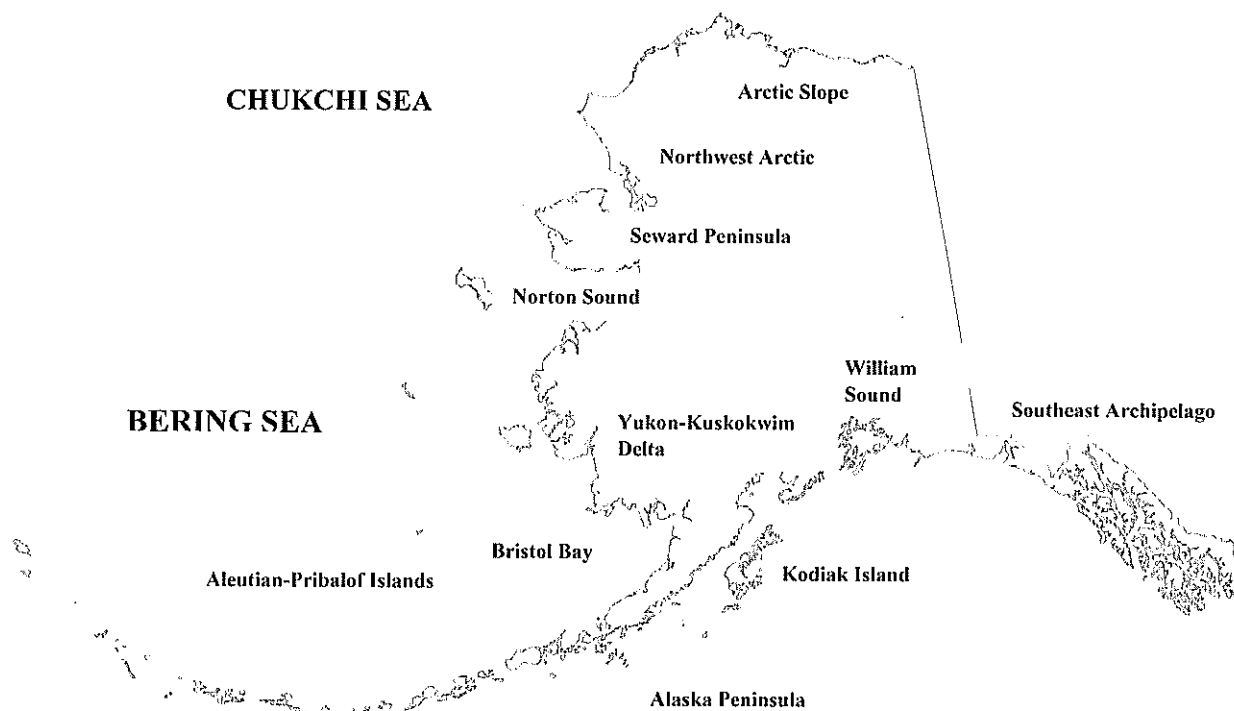 CHUKCHI SEA
Arctic Slope
Northwest Arctic
Seward Peninsula
Norton Sound
William
Sound
BERING SEA
Yukon-Kuskokwim
Delta
Southeast Archipelago
Bristol Bay
Aleutian-Pribalof Islands
Kodiak Island
Alaska Peninsula